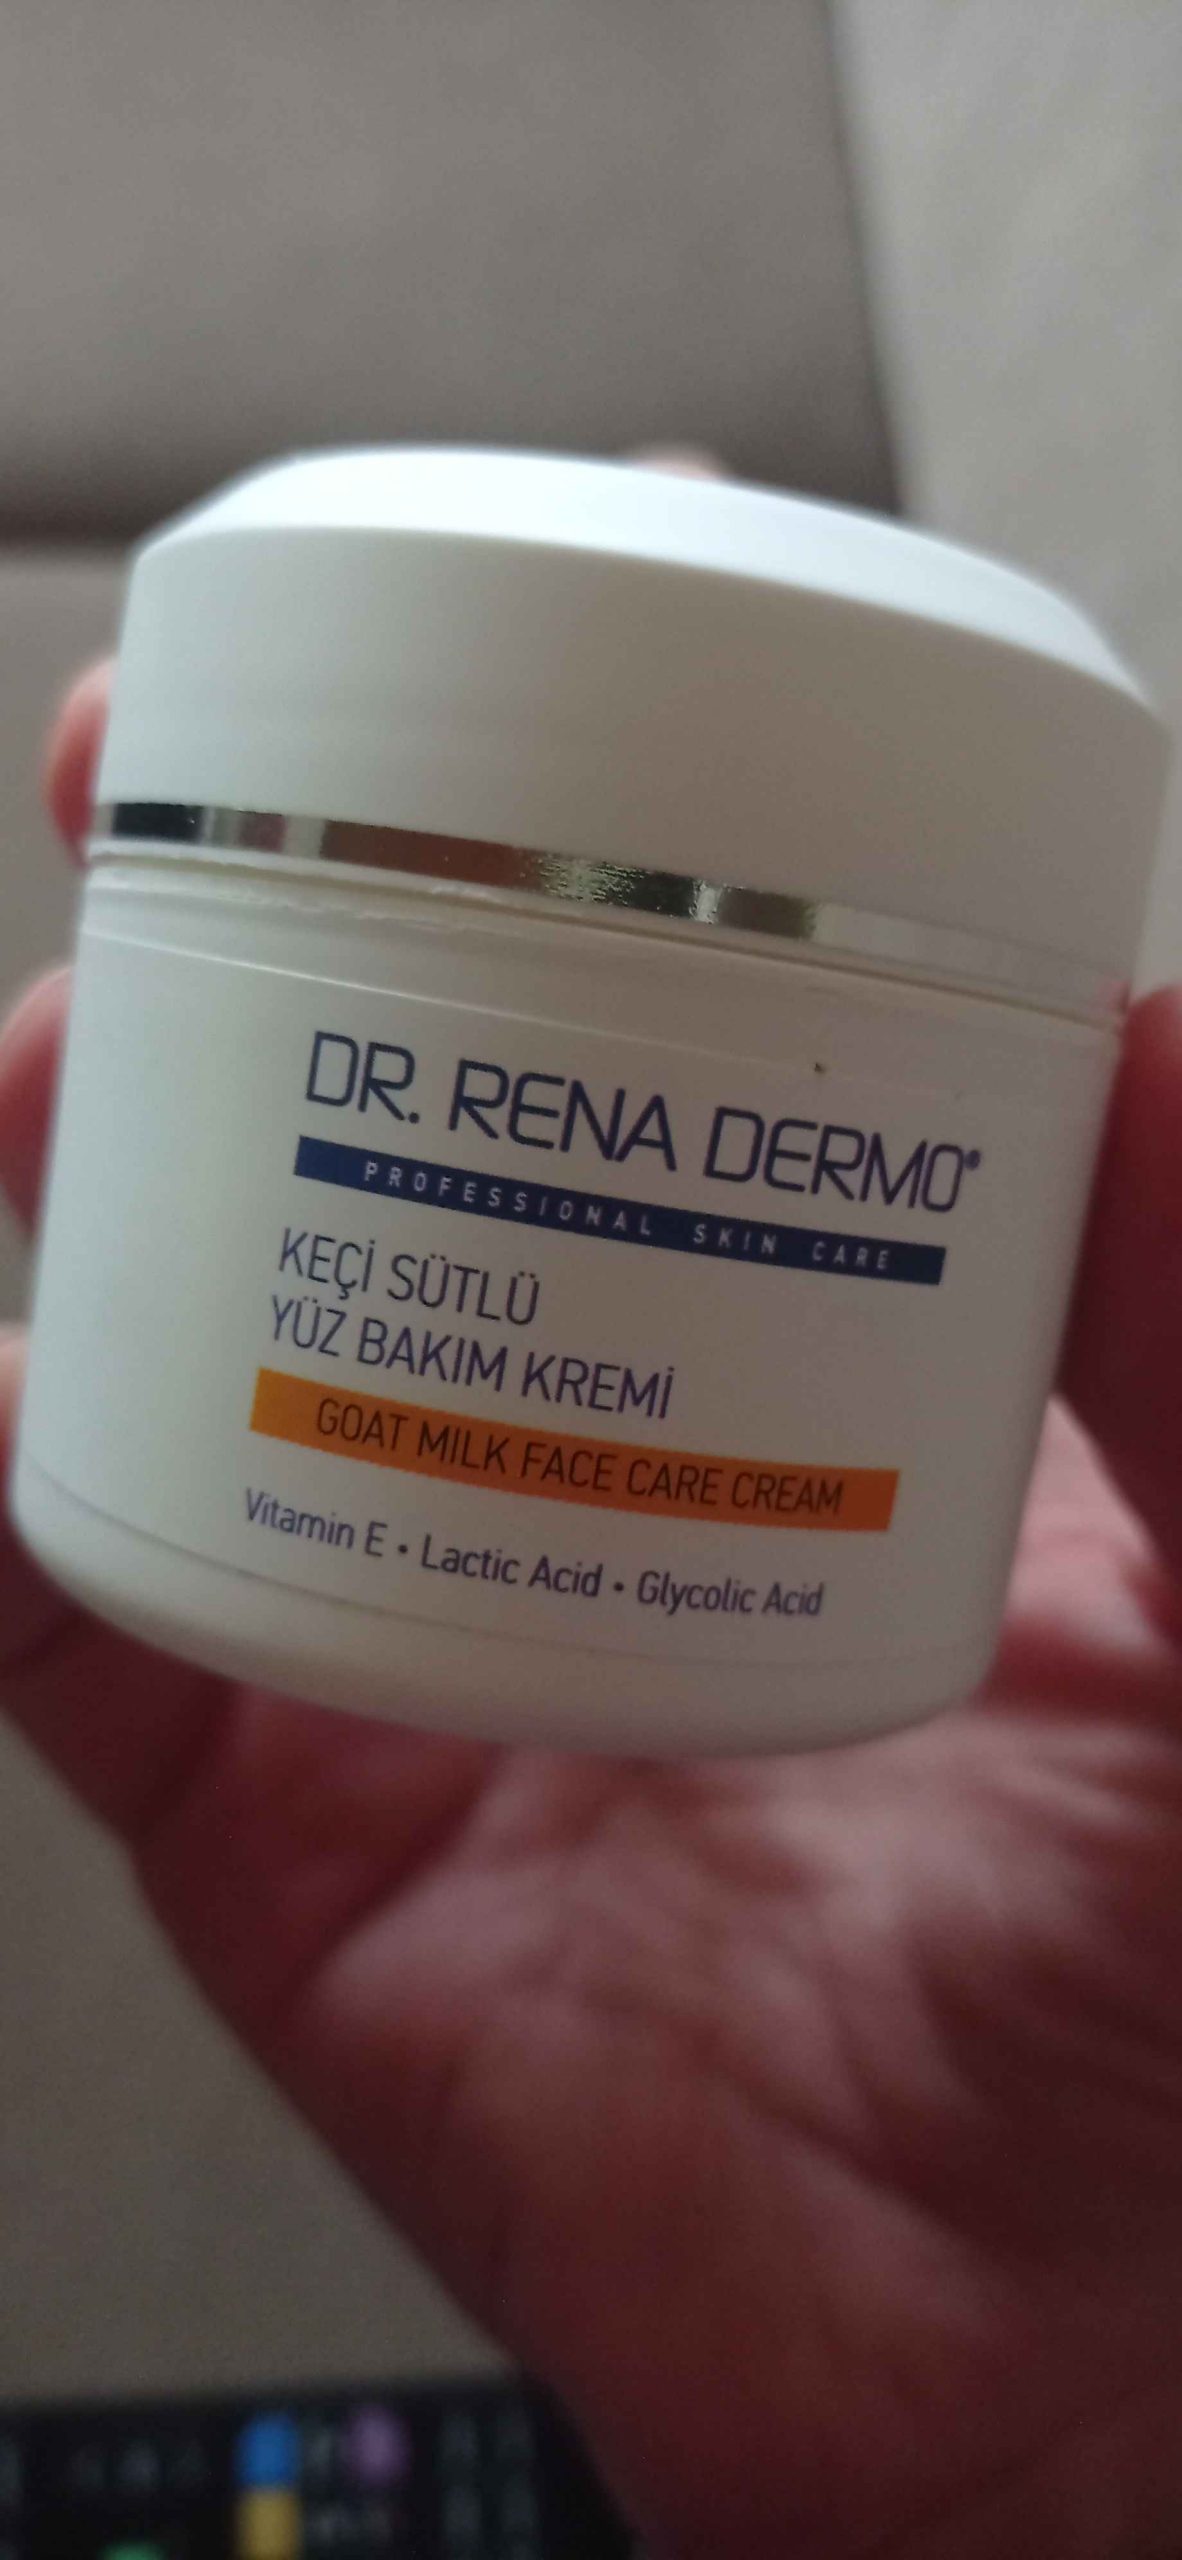 DR. RENA DERMO®
PROFESSIONAL SKIN CARE
KEÇİ SÜTLÜ
YÜZ BAKIM KREMİ
GOAT MILK FACE CARE CREAM
Vitamin E • Lactic Acid • Glycolic Acid